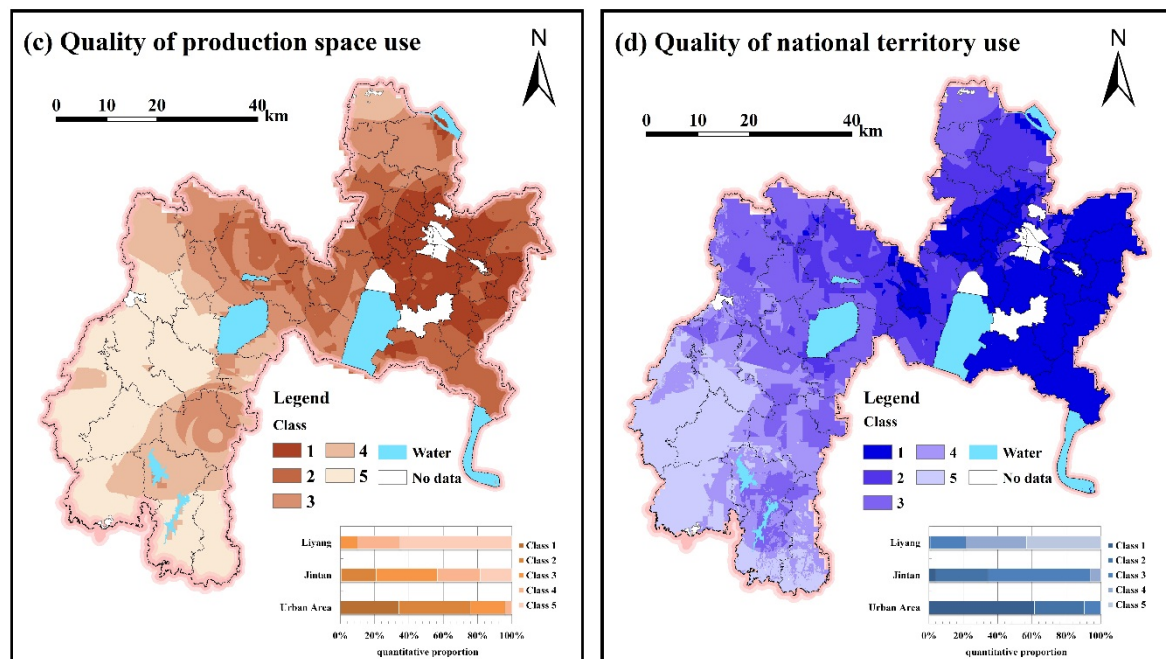 (c) Quality of production space use
N
0 10 20 40
km
Legend
Class
1 4 Water
2 5 No data
3
Liyang
Jintan
Urban Area
Class 1
Class 2
Class 3
Class 4
Class 5
0% 20% 40% 60% 80% 100%
quantitative proportion
(d) Quality of national territory use
N
0 10 20 40
km
Legend
Class
1 4 Water
2 5 No data
3
Liyang
Jintan
Urban Area
Class 1
Class 2
Class 3
Class 4
Class 5
0% 20% 40% 60% 80% 100%
quantitative proportion